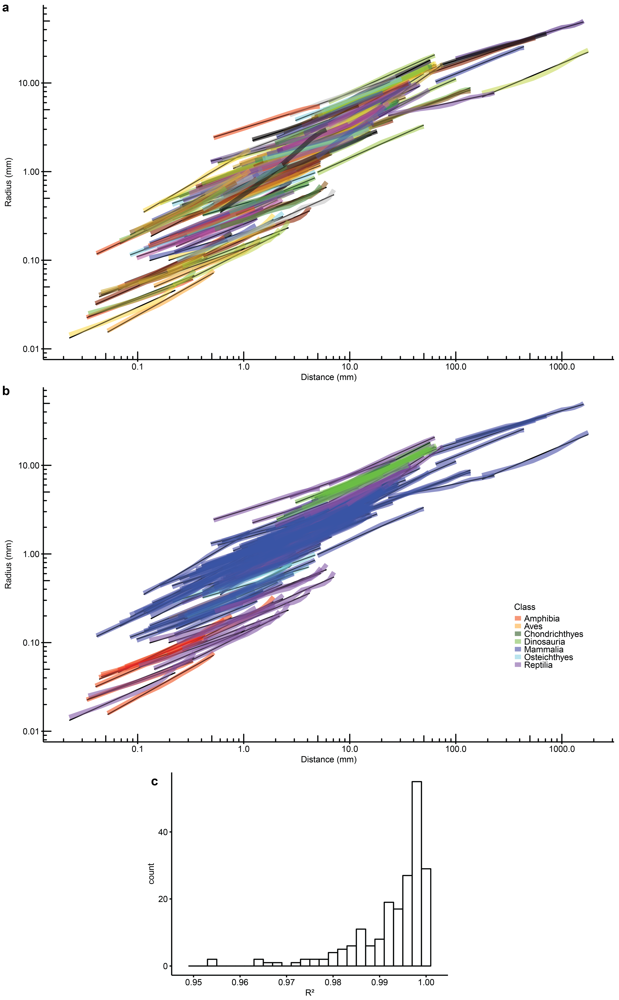 a
10.00
1.00
0.10
0.01
Radius (mm)
0.1 1.0 10.0 100.0 1000.0
Distance (mm)
b
10.00
1.00
0.10
0.01
Radius (mm)
Class
Amphibia
Aves
Chondrichthyes
Dinosauria
Mammalia
Osteichthyes
Reptilia
0.1 1.0 10.0 100.0 1000.0
Distance (mm)
c
40
20
0
count
0.95 0.96 0.97 0.98 0.99 1.00
R²